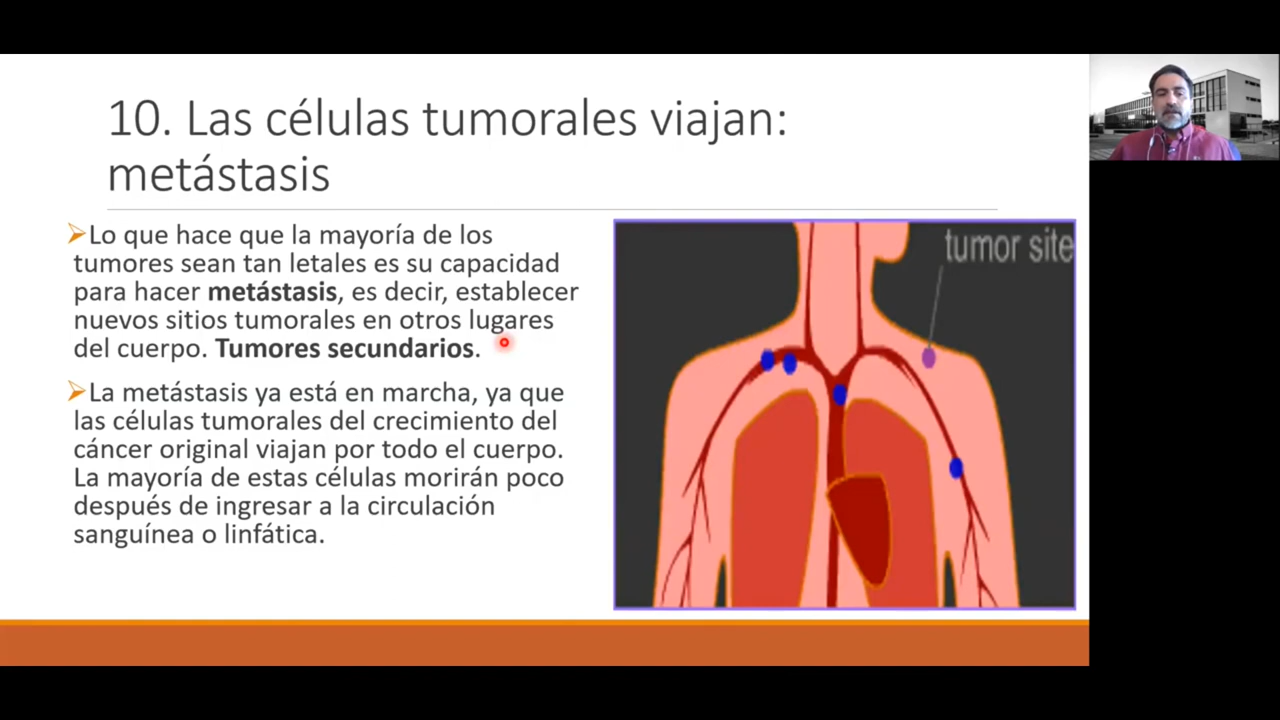 10. Las células tumorales viajan:
metástasis
Lo que hace que la mayoría de los
tumores sean tan letales es su capacidad
para hacer metástasis, es decir, establecer
nuevos sitios tumorales en otros lugares
del cuerpo. Tumores secundarios.
La metástasis ya está en marcha, ya que
las células tumorales del crecimiento del
cáncer original viajan por todo el cuerpo.
La mayoría de estas células morirán poco
después de ingresar a la circulación
sanguínea o linfática.
tumor site